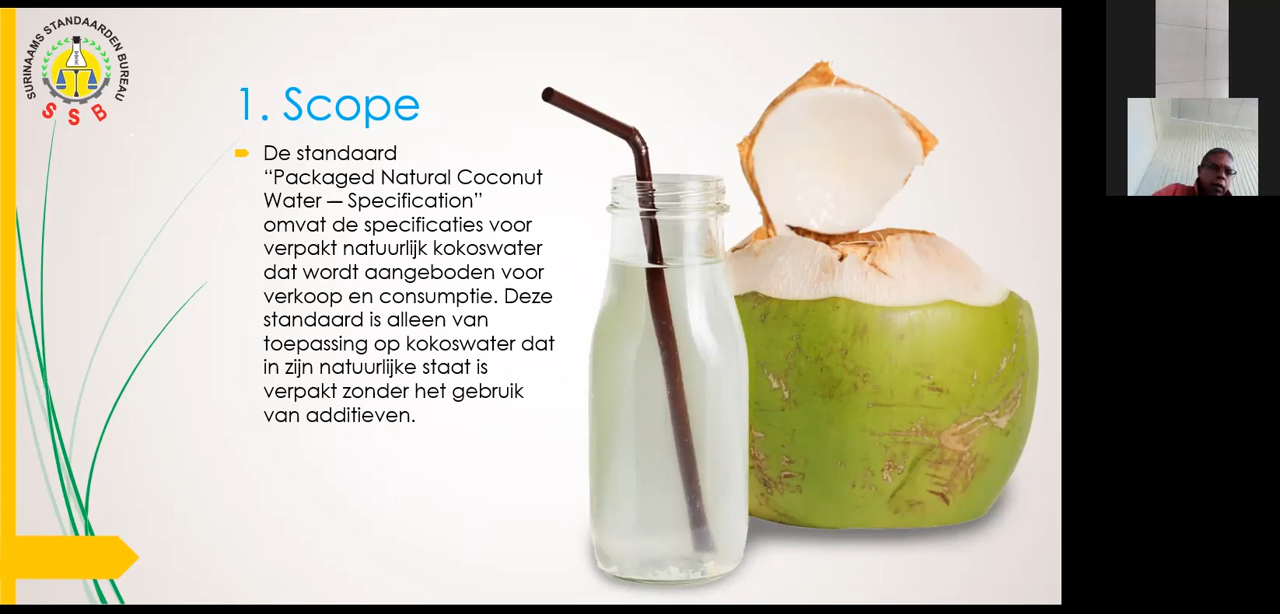 SURINAAMS STANDAARDEN BUREAU
SSB
1. Scope
De standaard
“Packaged Natural Coconut
Water — Specification”
omvat de specificaties voor
verpakt natuurlijk kokoswater
dat wordt aangeboden voor
verkoop en consumptie. Deze
standaard is alleen van
toepassing op kokoswater dat
in zijn natuurlijke staat is
verpakt zonder het gebruik
van additieven.